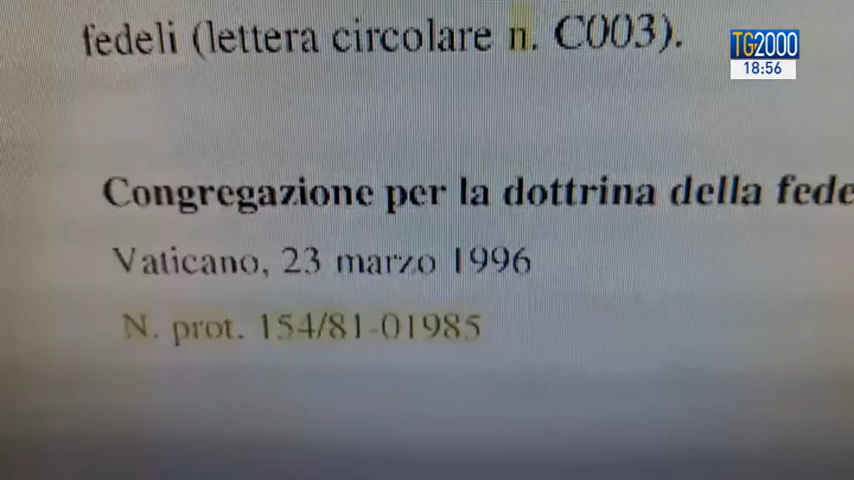 fedeli (lettera circolare n. C003).
TG2000
18:56
Congregazione per la dottrina della fede
Vaticano, 23 marzo 1996
N. prot. 154/81-01985